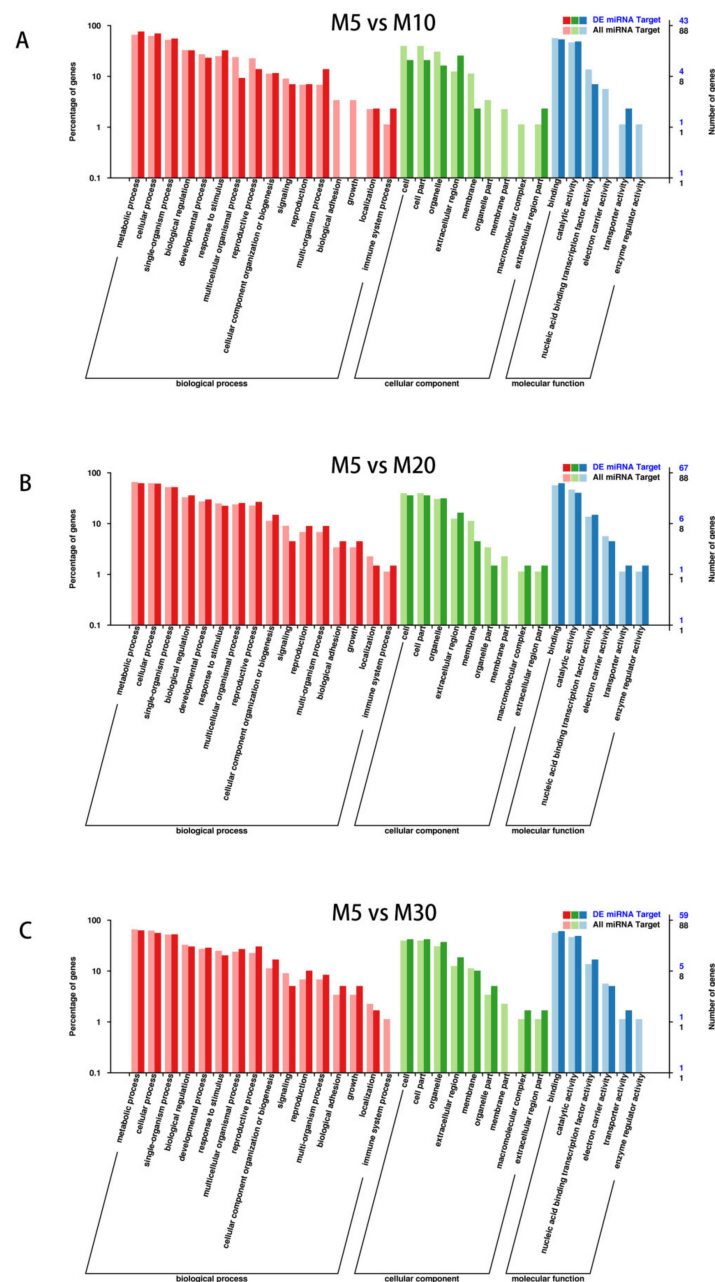 A
M5 vs M10
DE miRNA Target
All miRNA Target
Percentage of genes
100
10
1
0.1
43
88
4
8
1
1
1
1
Number of genes
metabolic process
cellular process
single-organism process
biological regulation
developmental process
response to stimulus
multicellular organismal process
reproductive process
cellular component organization or biogenesis
signaling
reproduction
multi-organism process
biological adhesion
growth
localization
immune system process
cell
cell part
organelle
extracellular region
membrane
organelle part
membrane part
macromolecular complex
extracellular region part
binding
catalytic activity
nucleic acid binding transcription factor activity
electron carrier activity
transporter activity
enzyme regulator activity
biological process
cellular component
molecular function
B
M5 vs M20
DE miRNA Target
All miRNA Target
Percentage of genes
100
10
1
0.1
67
88
6
8
1
1
1
1
Number of genes
metabolic process
cellular process
single-organism process
biological regulation
developmental process
response to stimulus
multicellular organismal process
reproductive process
cellular component organization or biogenesis
signaling
reproduction
multi-organism process
biological adhesion
growth
localization
immune system process
cell
cell part
organelle
extracellular region
membrane
organelle part
membrane part
macromolecular complex
extracellular region part
binding
catalytic activity
nucleic acid binding transcription factor activity
electron carrier activity
transporter activity
enzyme regulator activity
biological process
cellular component
molecular function
C
M5 vs M30
DE miRNA Target
All miRNA Target
Percentage of genes
100
10
1
0.1
59
88
5
8
1
1
1
1
Number of genes
metabolic process
cellular process
single-organism process
biological regulation
developmental process
response to stimulus
multicellular organismal process
reproductive process
cellular component organization or biogenesis
signaling
reproduction
multi-organism process
biological adhesion
growth
localization
immune system process
cell
cell part
organelle
extracellular region
membrane
organelle part
membrane part
macromolecular complex
extracellular region part
binding
catalytic activity
nucleic acid binding transcription factor activity
electron carrier activity
transporter activity
enzyme regulator activity
biological process
cellular component
molecular function